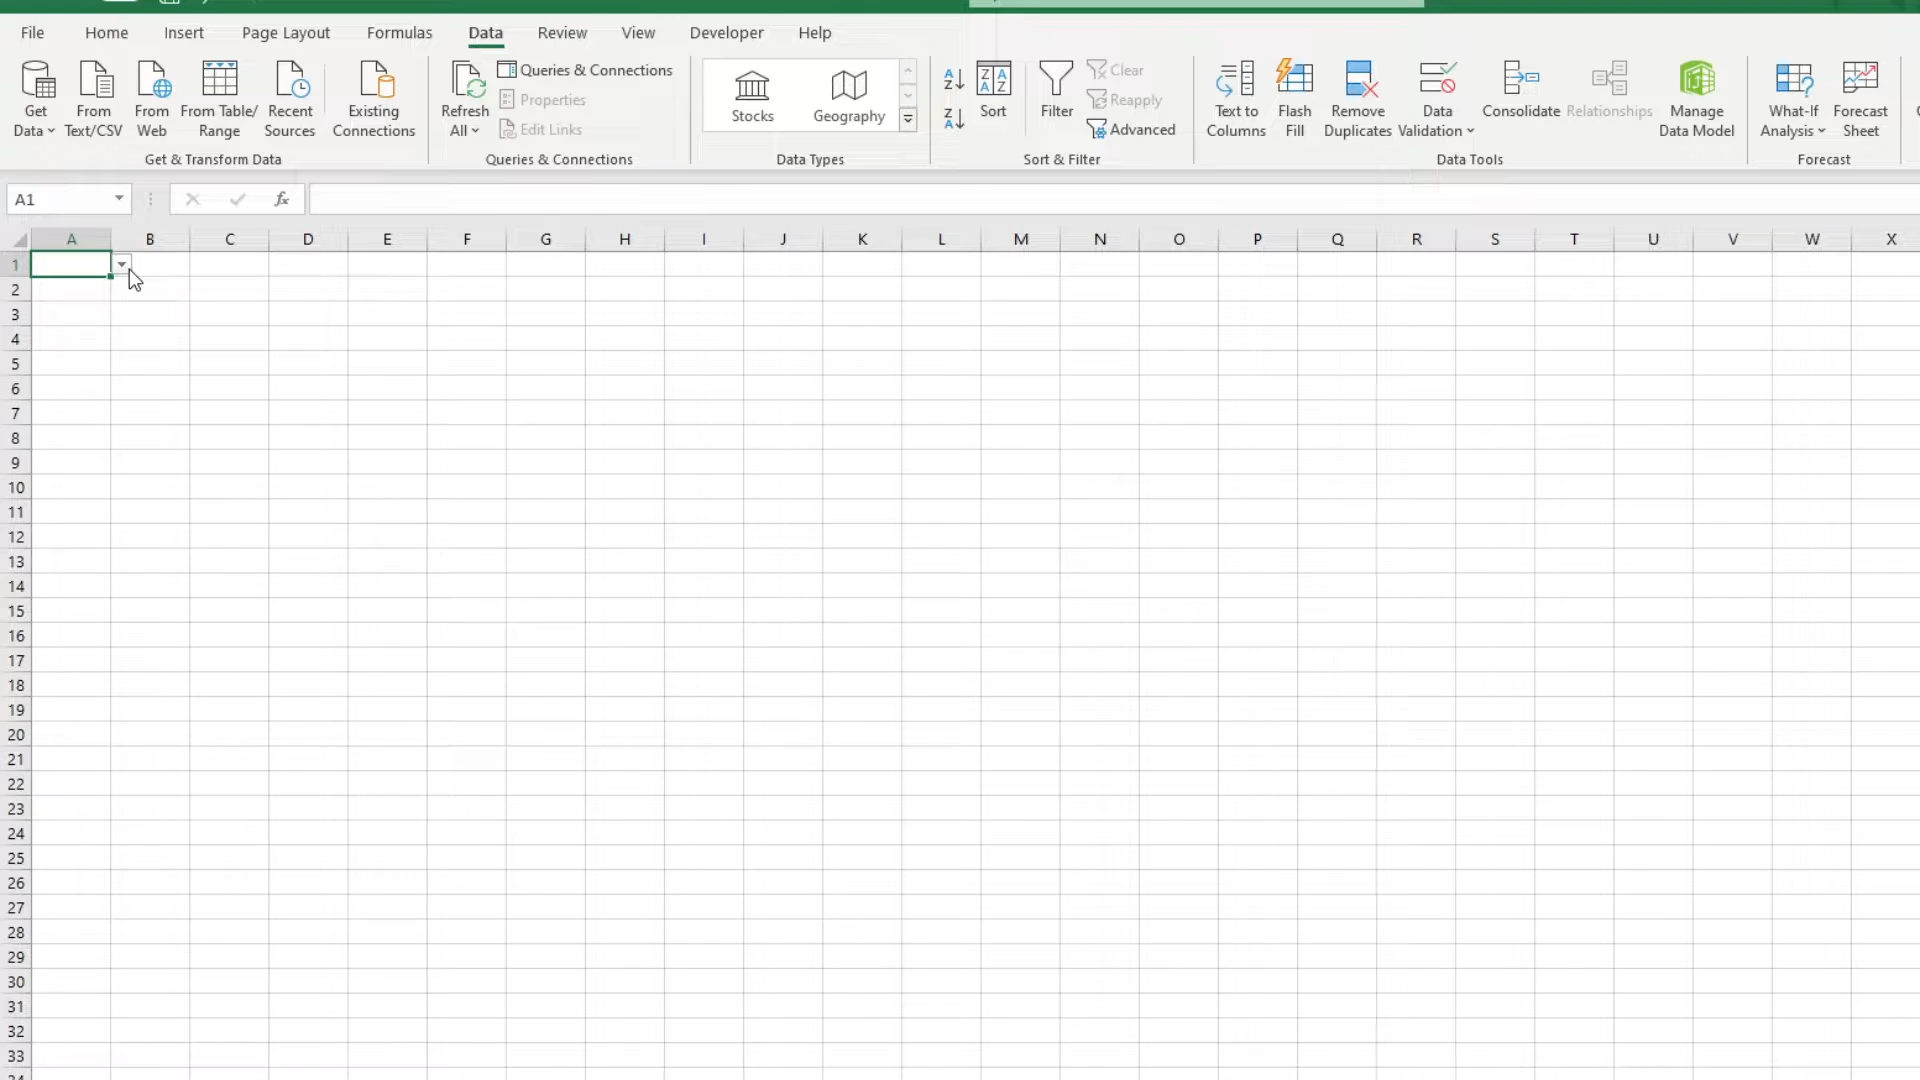 File Home Insert Page Layout Formulas Data Review View Developer Help
Get Data From Text/CSV From Web From Table/ Range Recent Sources Existing Connections
Get & Transform Data
Refresh All Queries & Connections
Properties
Edit Links
Queries & Connections
Stocks Geography
Data Types
Sort Filter Clear
Reapply
Advanced
Sort & Filter
Text to Columns Flash Fill Remove Duplicates Data Validation Consolidate Relationships Manage Data Model
Data Tools
What-If Analysis Forecast Sheet
Forecast
A1 fx
A B C D E F G H I J K L M N O P Q R S T U V W X
1
2
3
4
5
6
7
8
9
10
11
12
13
14
15
16
17
18
19
20
21
22
23
24
25
26
27
28
29
30
31
32
33